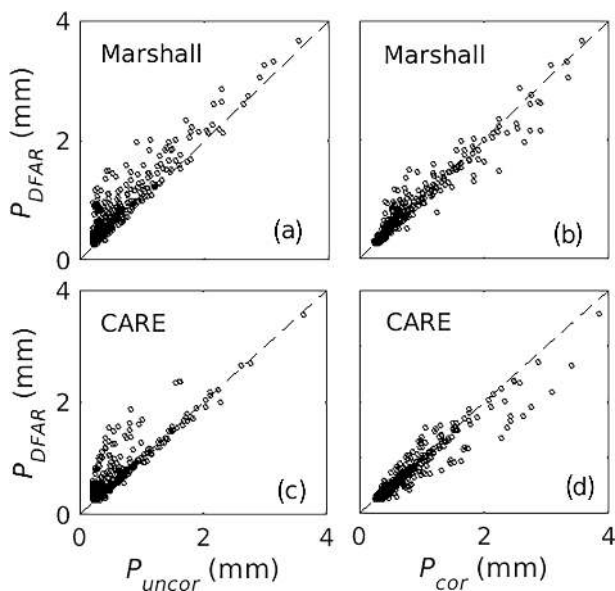 4
Marshall
Marshall
P_DFAR (mm)
2
(a)
(b)
0
4
CARE
CARE
P_DFAR (mm)
2
(c)
(d)
0
0 2 4 0 2 4
P_uncor (mm)
P_cor (mm)